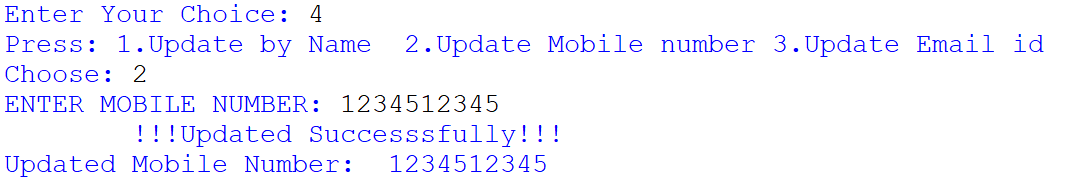 Enter Your Choice: 4
Press: 1.Update by Name  2.Update Mobile number 3.Update Email id
Choose: 2
ENTER MOBILE NUMBER: 1234512345
        !!!Updated Successsfully!!!
Updated Mobile Number:  1234512345